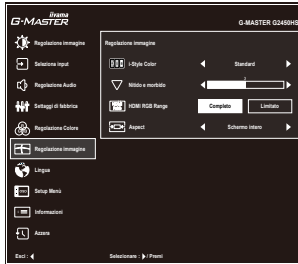 iiyama
G-MASTER
G-MASTER G2450HS
Regolazione immagine
Seleziona input
Regolazione Audio
Settaggi di fabbrica
Regolazione Colore
Regolazione immagine
Lingua
Setup Menù
Informazioni
Azzera
Regolazione immagine
i-Style Color Standard
Nitido e morbido
HDMI RGB Range Completo Limitato
Aspect Schermo intero
Esci : Selezionare : / Premi